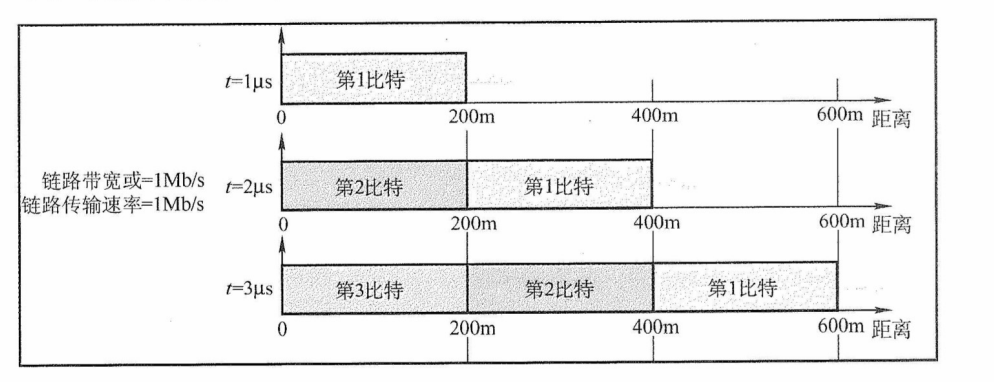 t=1μs
第1比特
0
200m
400m
600m
距离
链路带宽或=1Mb/s
链路传输速率=1Mb/s
t=2μs
第2比特
第1比特
0
200m
400m
600m
距离
t=3μs
第3比特
第2比特
第1比特
0
200m
400m
600m
距离